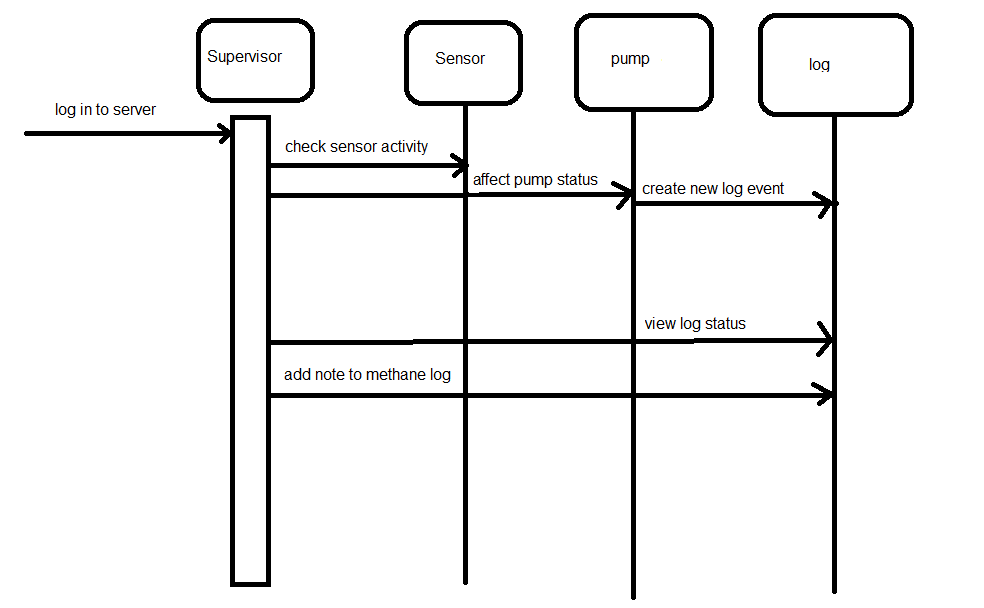 Supervisor
Sensor
pump
log
log in to server
check sensor activity
affect pump status
create new log event
view log status
add note to methane log